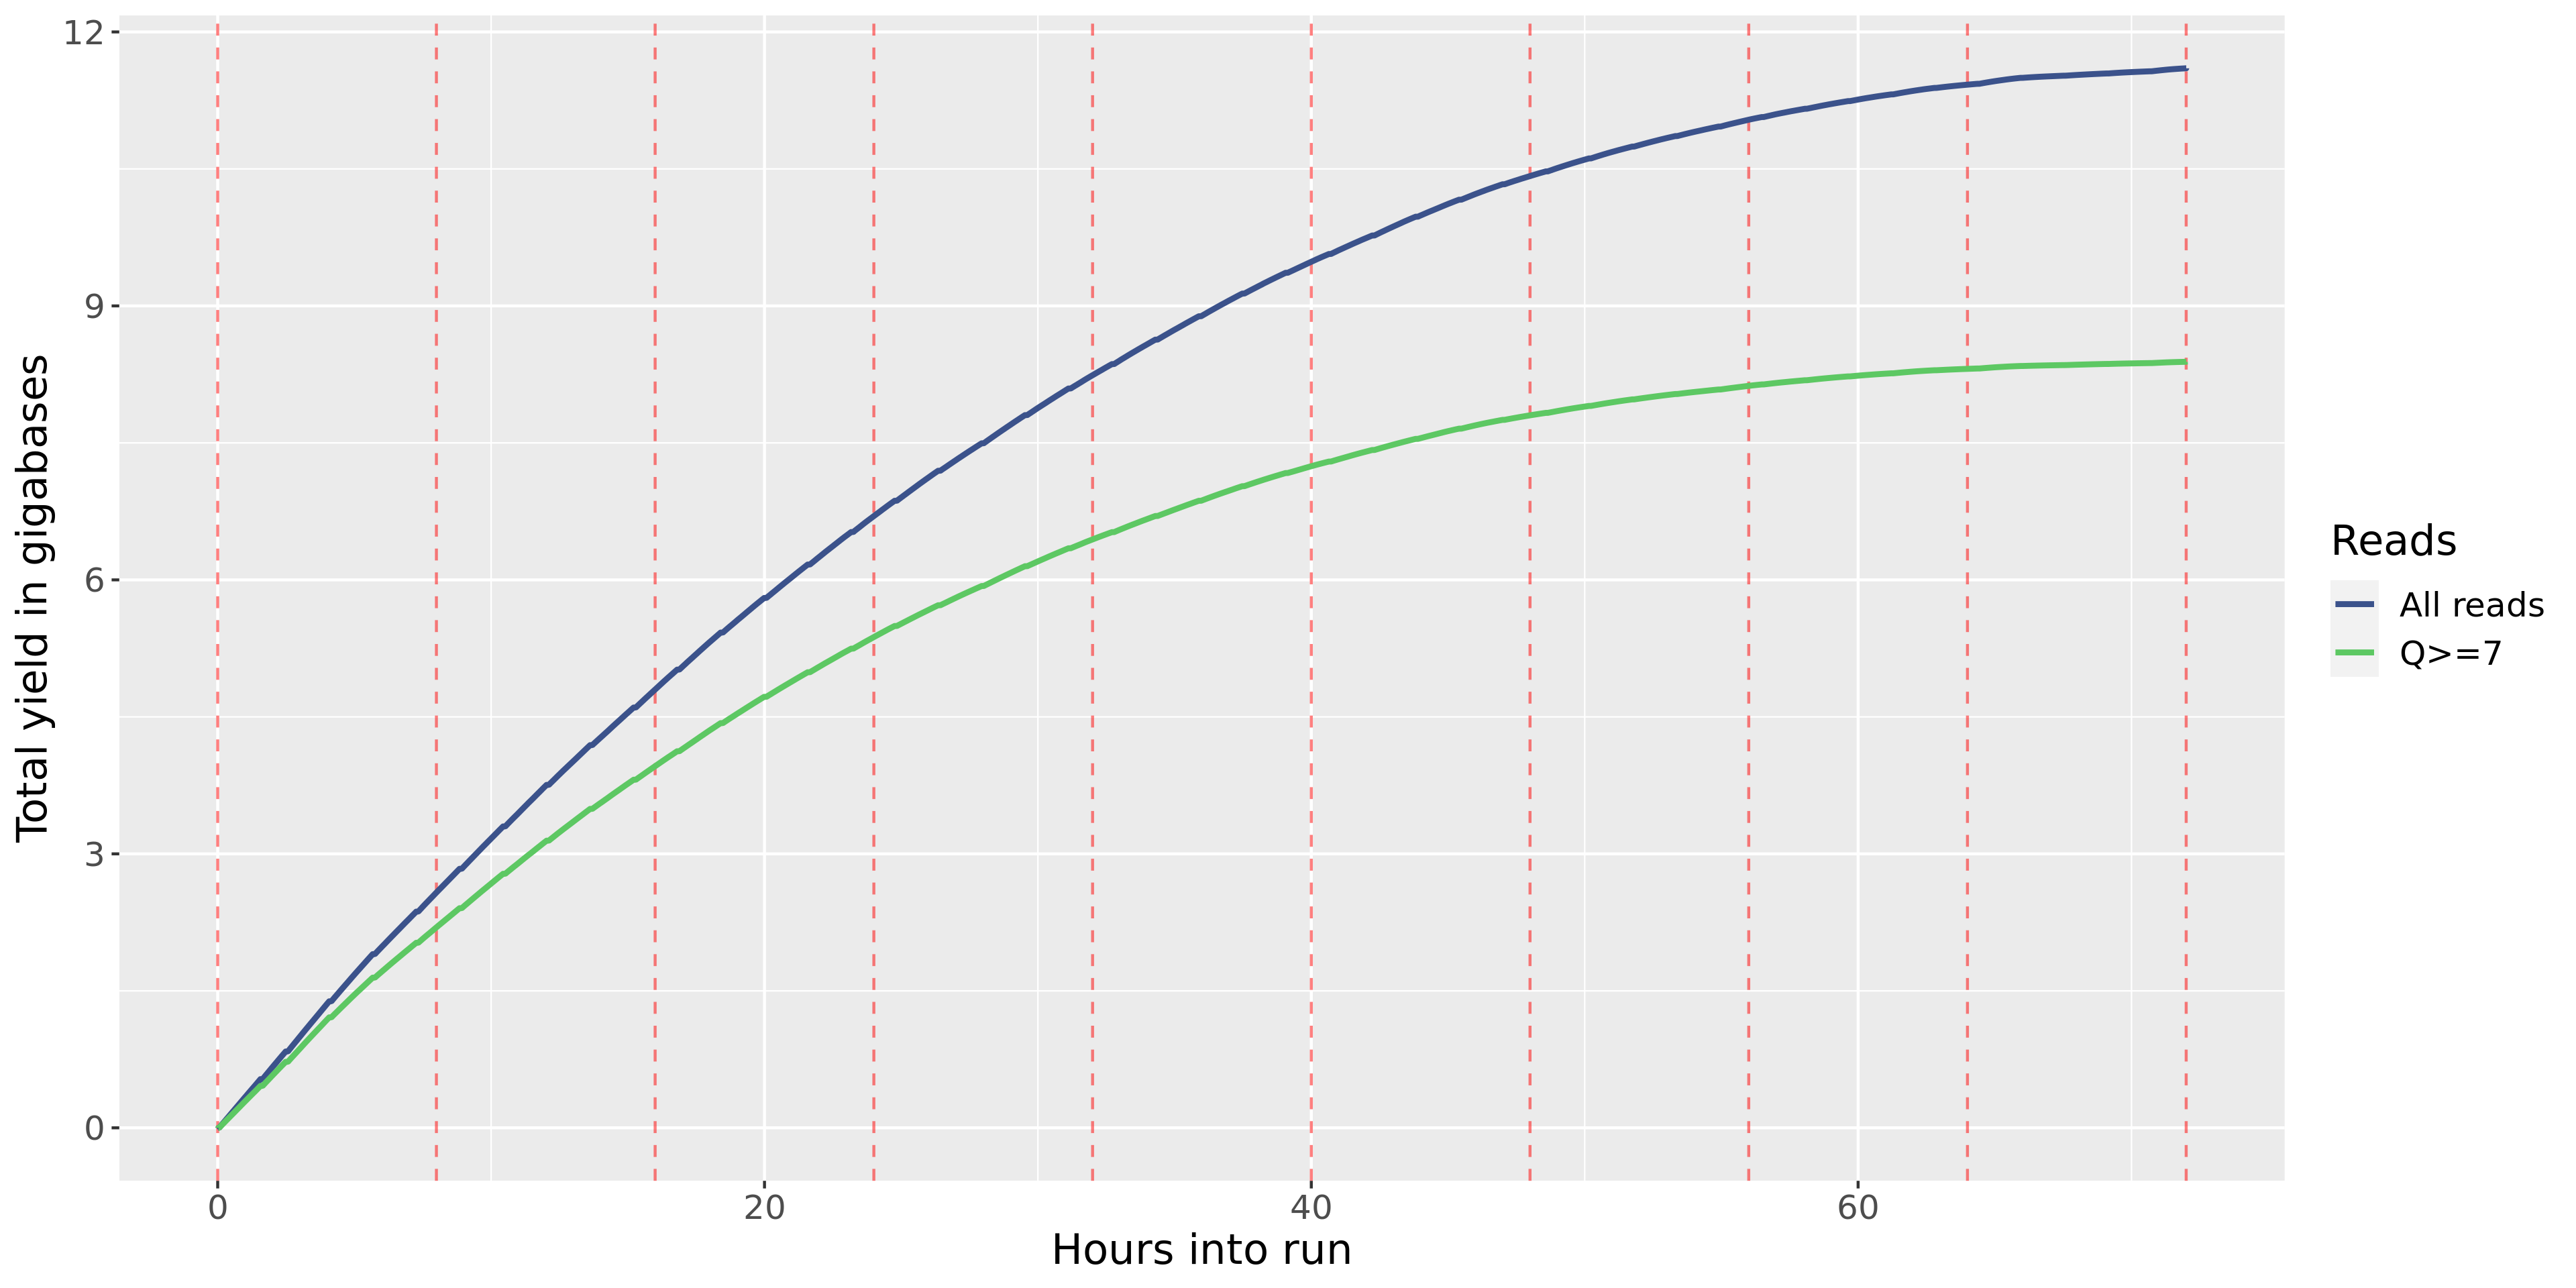 Total yield in gigabases
12
9
6
3
0
0 20 40 60
Hours into run
Reads
All reads
Q>=7